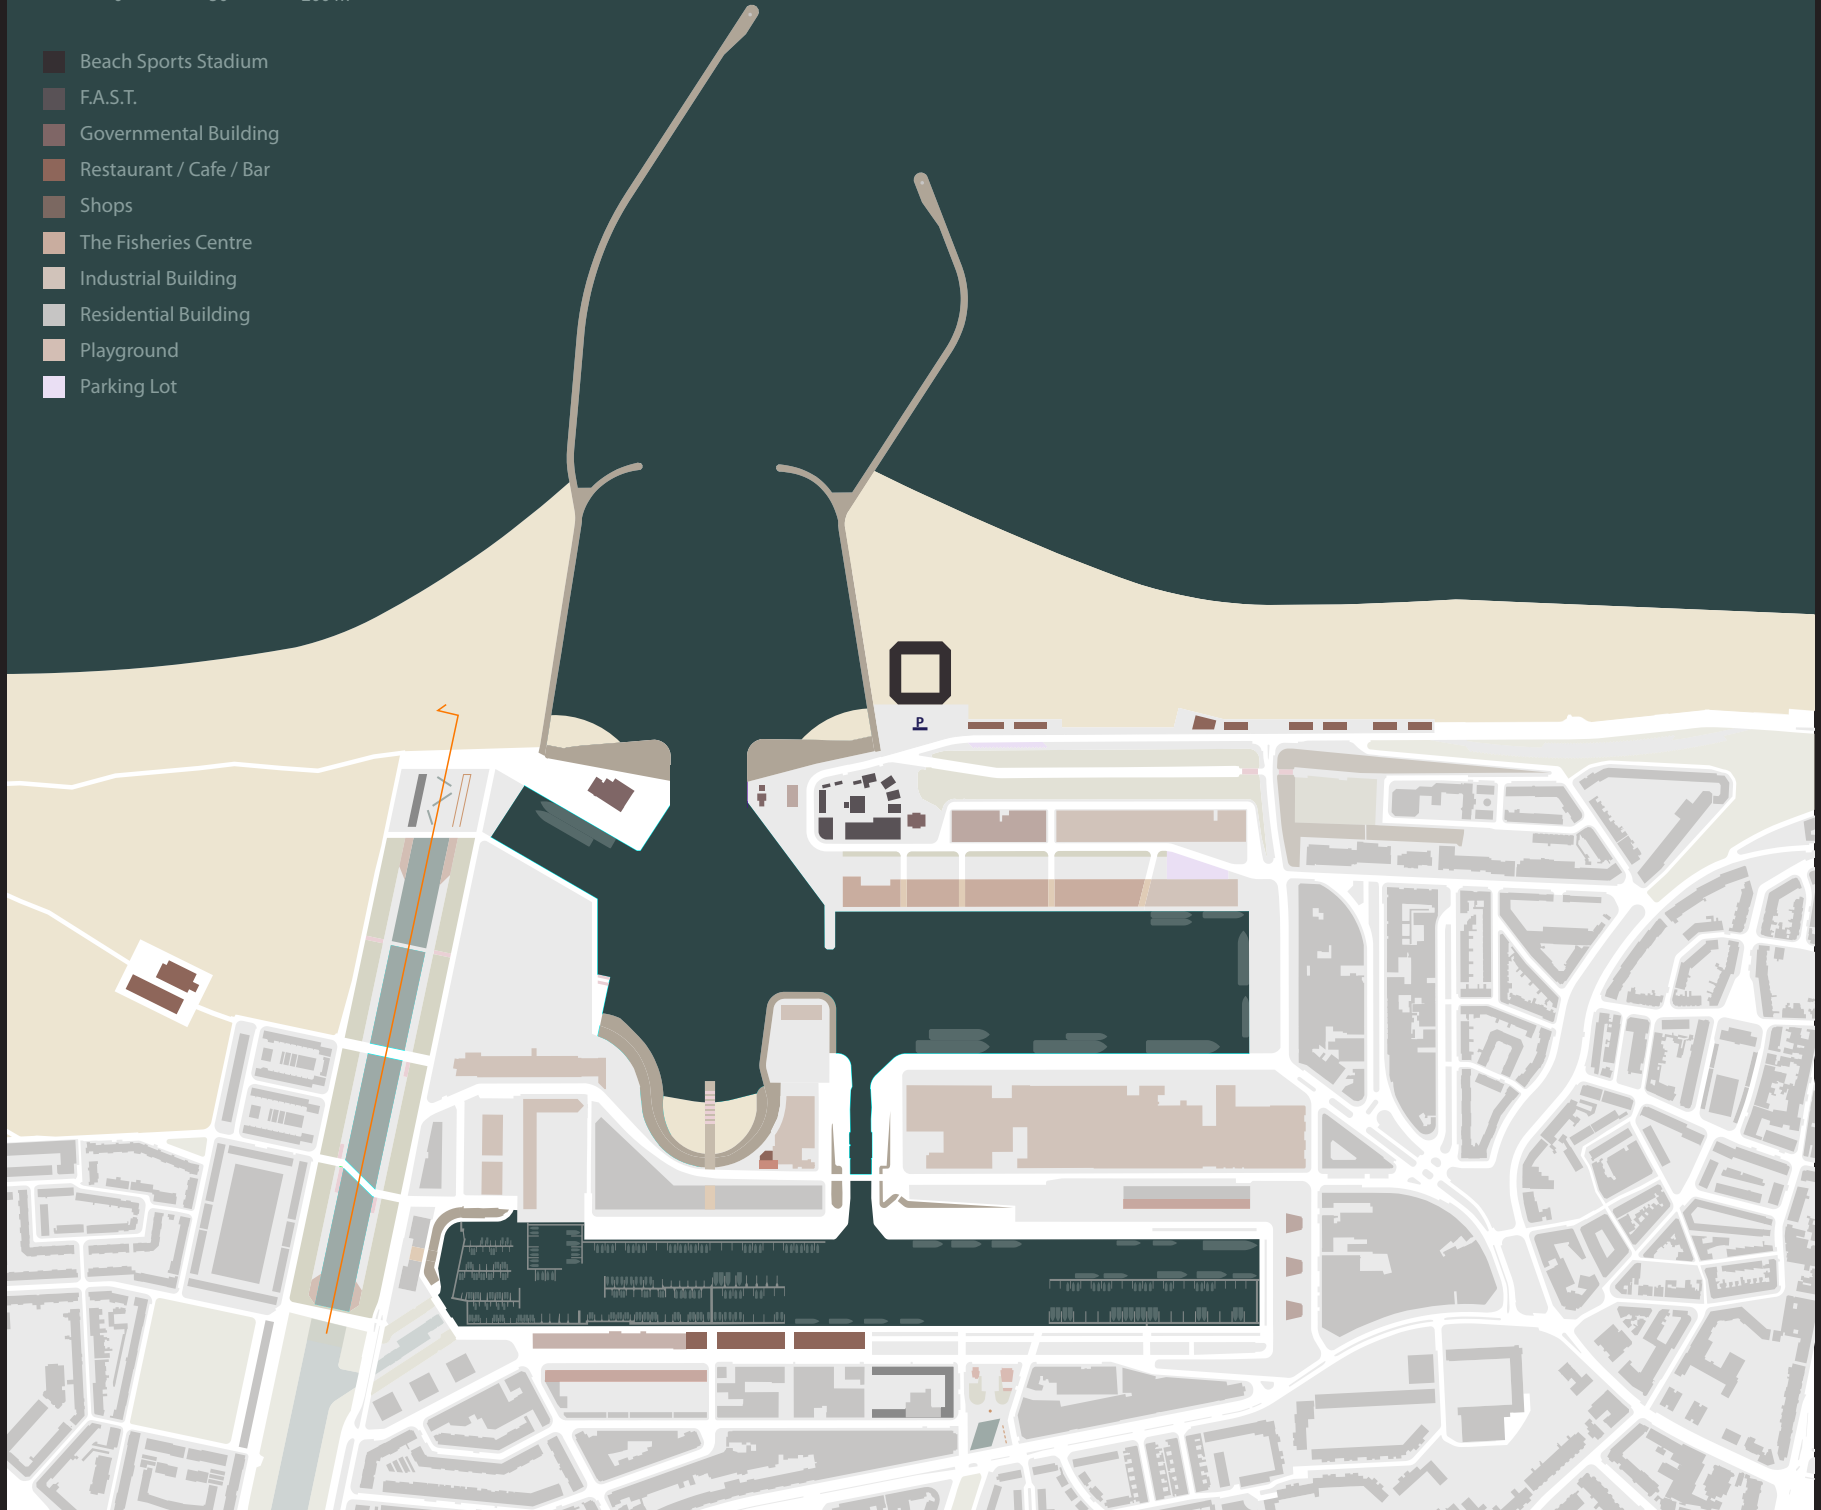 Beach Sports Stadium
F.A.S.T.
Governmental Building
Restaurant / Cafe / Bar
Shops
The Fisheries Centre
Industrial Building
Residential Building
Playground
Parking Lot
P